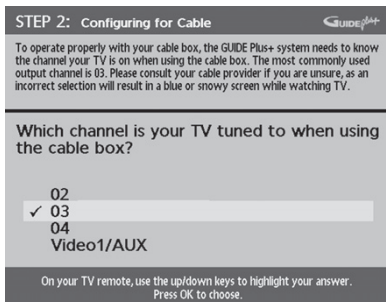 STEP 2: Configuring for Cable
GUIDE plus+
To operate properly with your cable box, the GUIDE Plus+ system needs to know
the channel your TV is on when using the cable box. The most commonly used
output channel is 03. Please consult your cable provider if you are unsure, as an
incorrect selection will result in a blue or snowy screen while watching TV.
Which channel is your TV tuned to when using
the cable box?
02
✓ 03
04
Video1/AUX
On your TV remote, use the up/down keys to highlight your answer.
Press OK to choose.